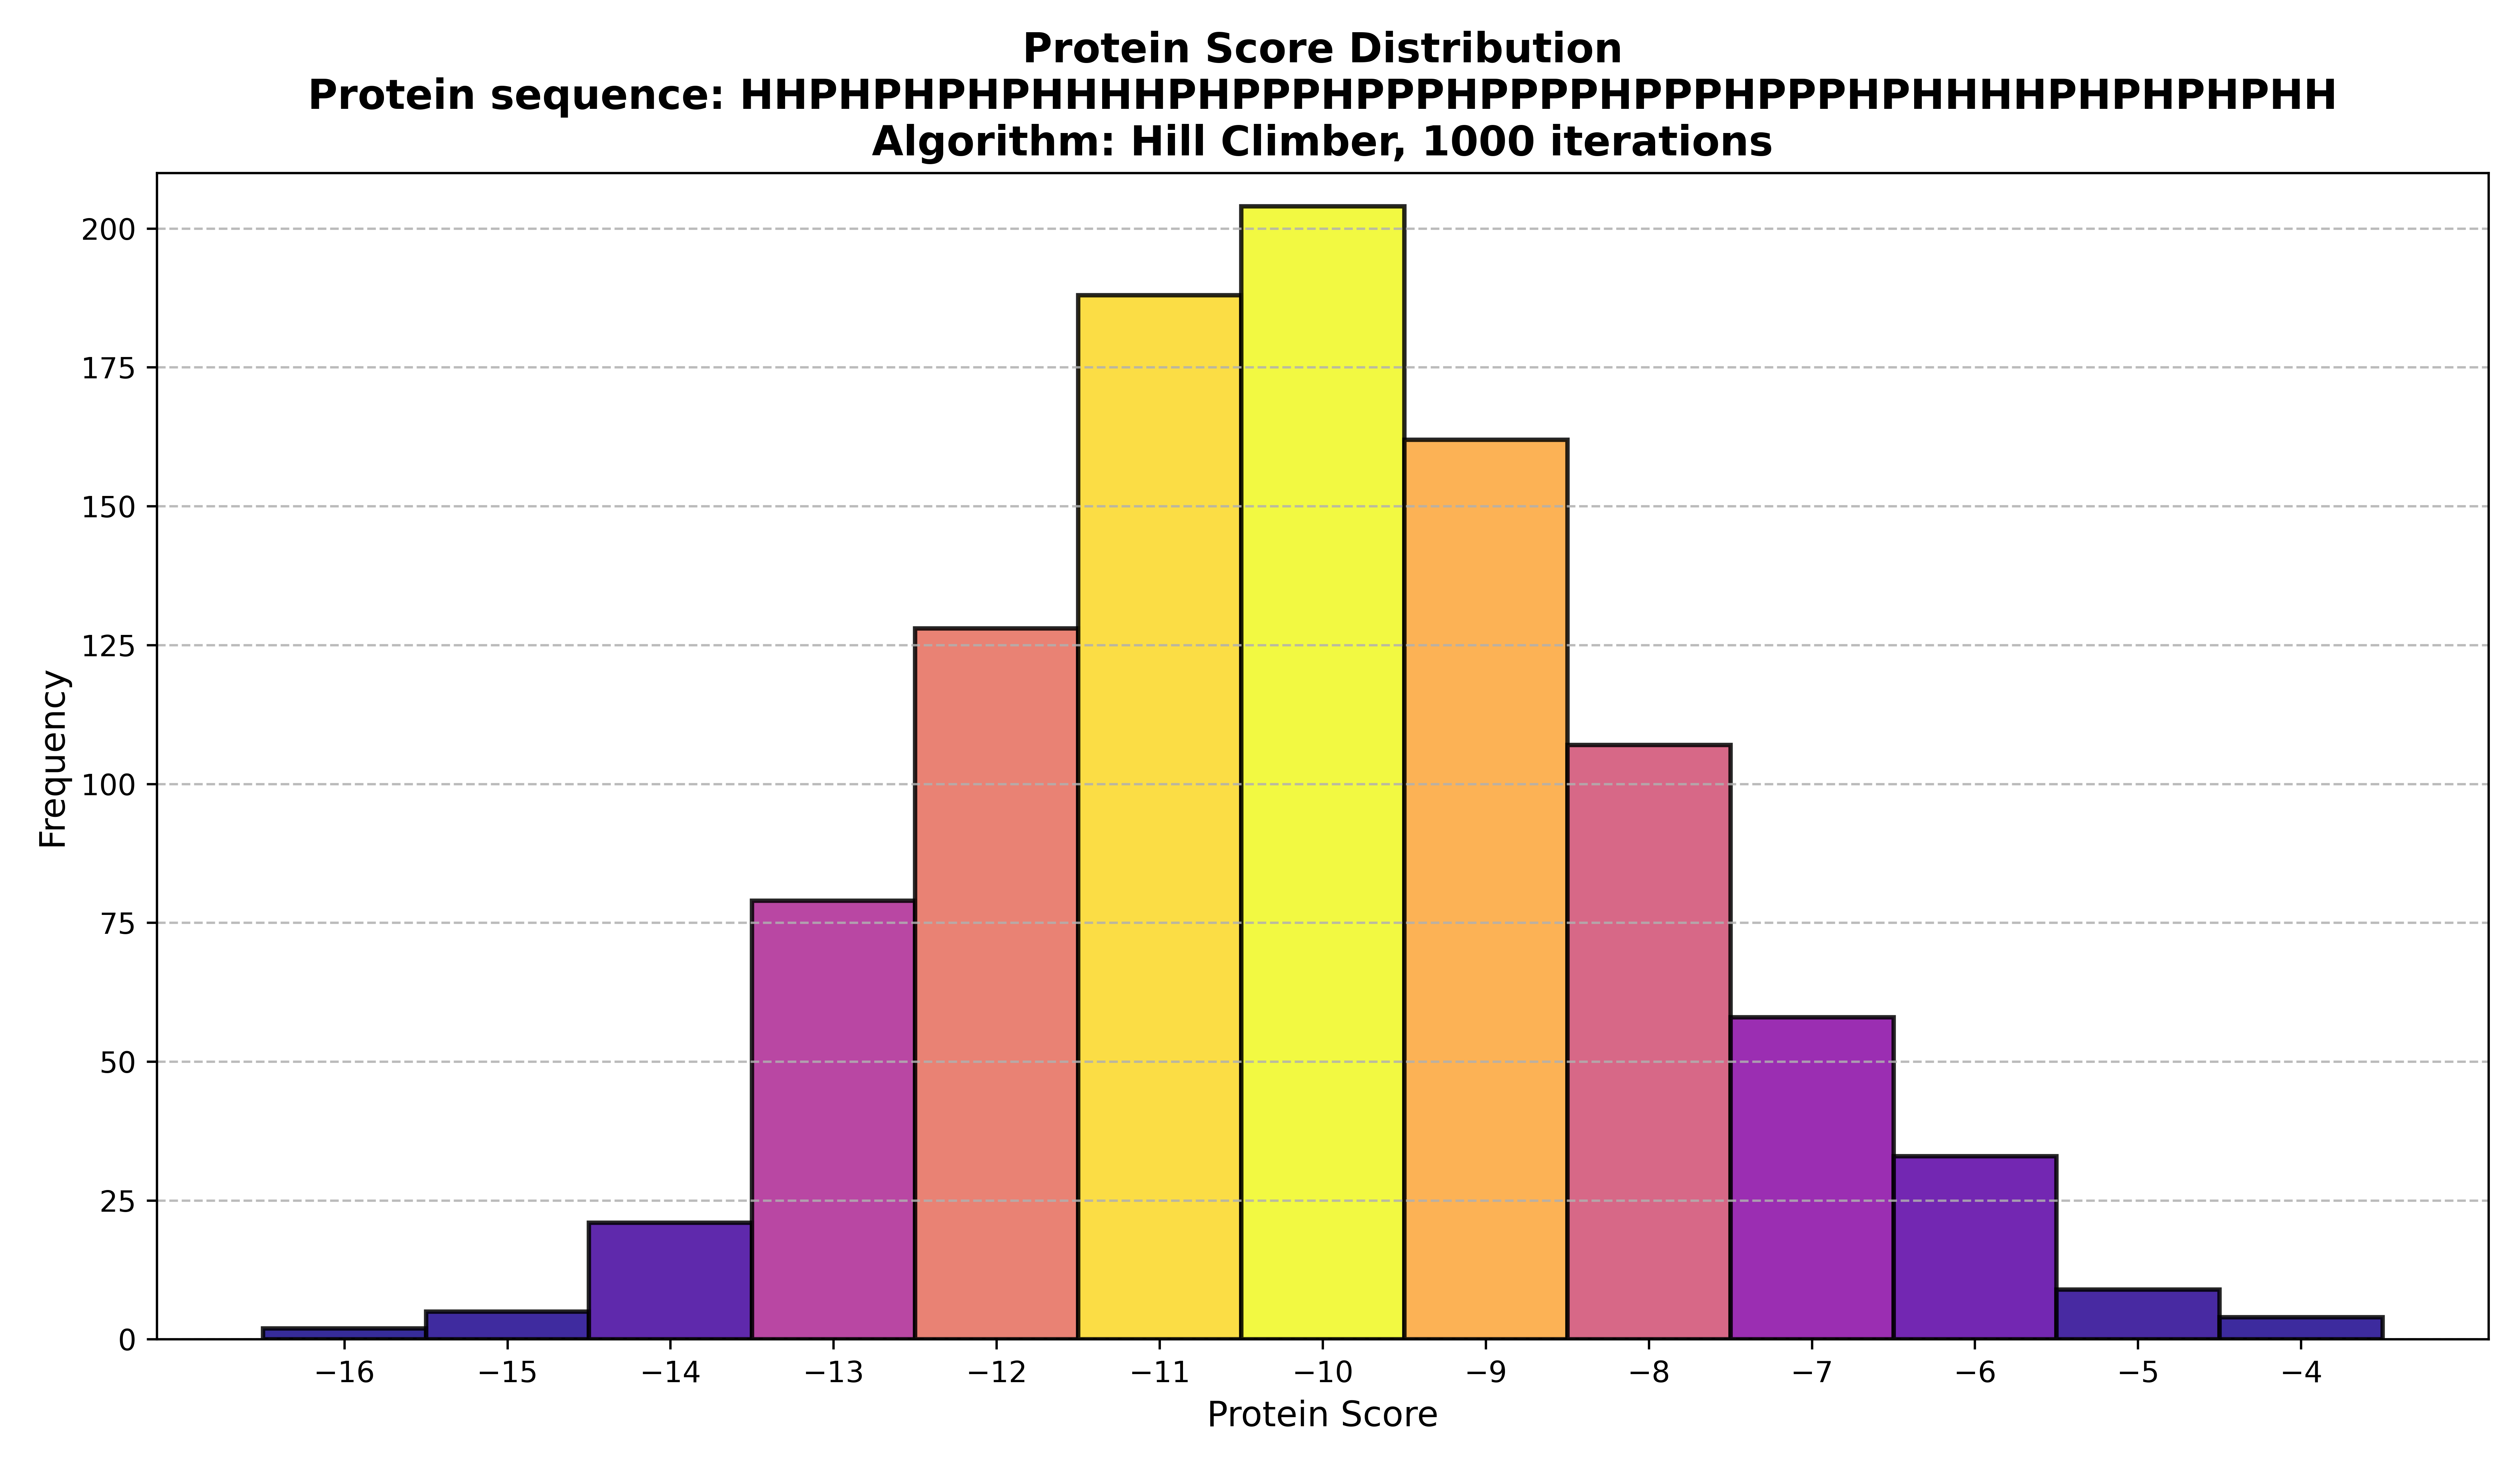 Protein Score Distribution
Protein sequence: HHPHPHPHPHHHHPHPPPHPPPHPPPPHPPPHPPPHPHHHHPHPHPHPHH
Algorithm: Hill Climber, 1000 iterations
200
175
150
125
100
75
50
25
0
Frequency
−16 −15 −14 −13 −12 −11 −10 −9 −8 −7 −6 −5 −4
Protein Score